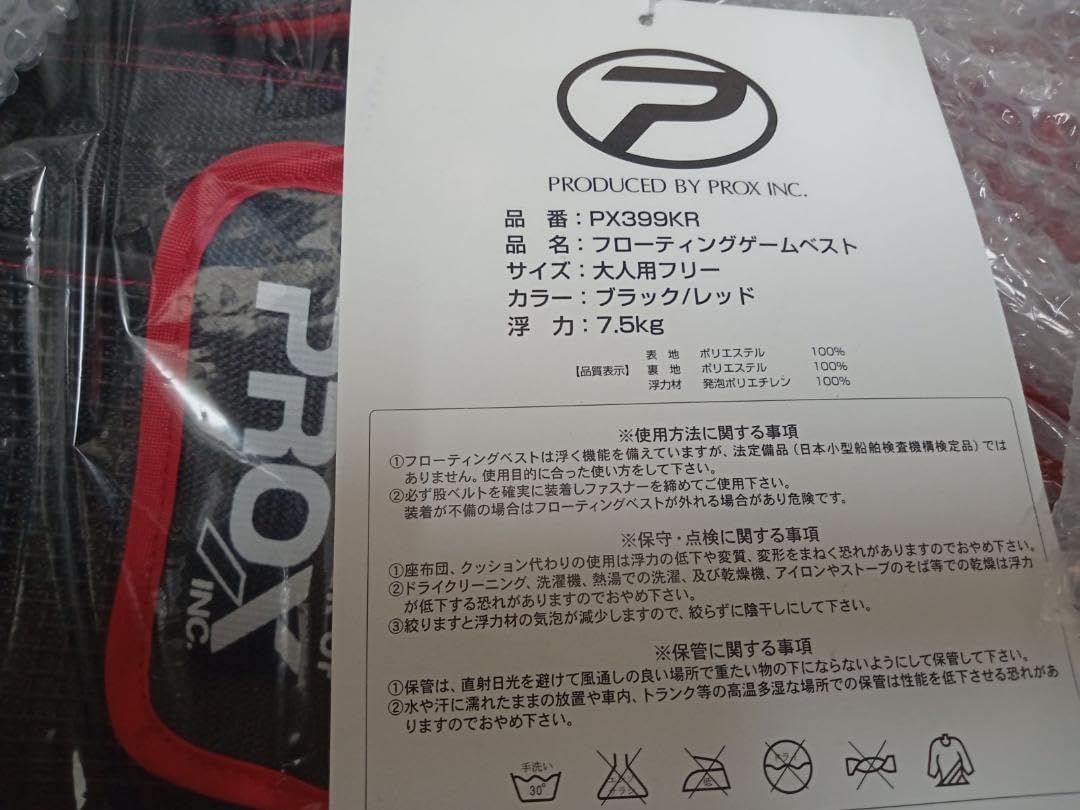 PRODUCED BY PROX INC.
品　番：PX399KR
品　名：フローティングゲームベスト
サイズ：大人用フリー
カラー：ブラック/レッド
浮　力：7.5kg
表　地　ポリエステル　100%
【品質表示】裏　地　ポリエステル　100%
浮力材　発泡ポリエチレン　100%
※使用方法に関する事項
①フローティングベストは浮く機能を備えていますが、法定備品（日本小型船舶検査機構検定品）では
ありません。使用目的に合った使い方をして下さい。
②必ず股ベルトを確実に装着しファスナーを締めてご使用下さい。
装着が不備の場合はフローティングベストが外れる場合があり危険です。
※保守・点検に関する事項
①座布団、クッション代わりの使用は浮力の低下や変質、変形をまねく恐れがありますのでおやめ下さい。
②ドライクリーニング、洗濯機、熱湯での洗濯、及び乾燥機、アイロンやストーブのそば等での乾燥は浮力
が低下する恐れがありますのでおやめ下さい。
③絞りますと浮力材の気泡が減少しますので、絞らずに陰干しにして下さい。
※保管に関する事項
①保管は、直射日光を避けて風通しの良い場所で重たい物の下にならないようにして保管して下さい。
②水や汗に濡れたままの放置や車内、トランク等の高温多湿な場所での保管は性能を低下させる恐れがあ
りますのでおやめ下さい。
手洗い
30°
エンソ
サラシ
低
PROX
INC.